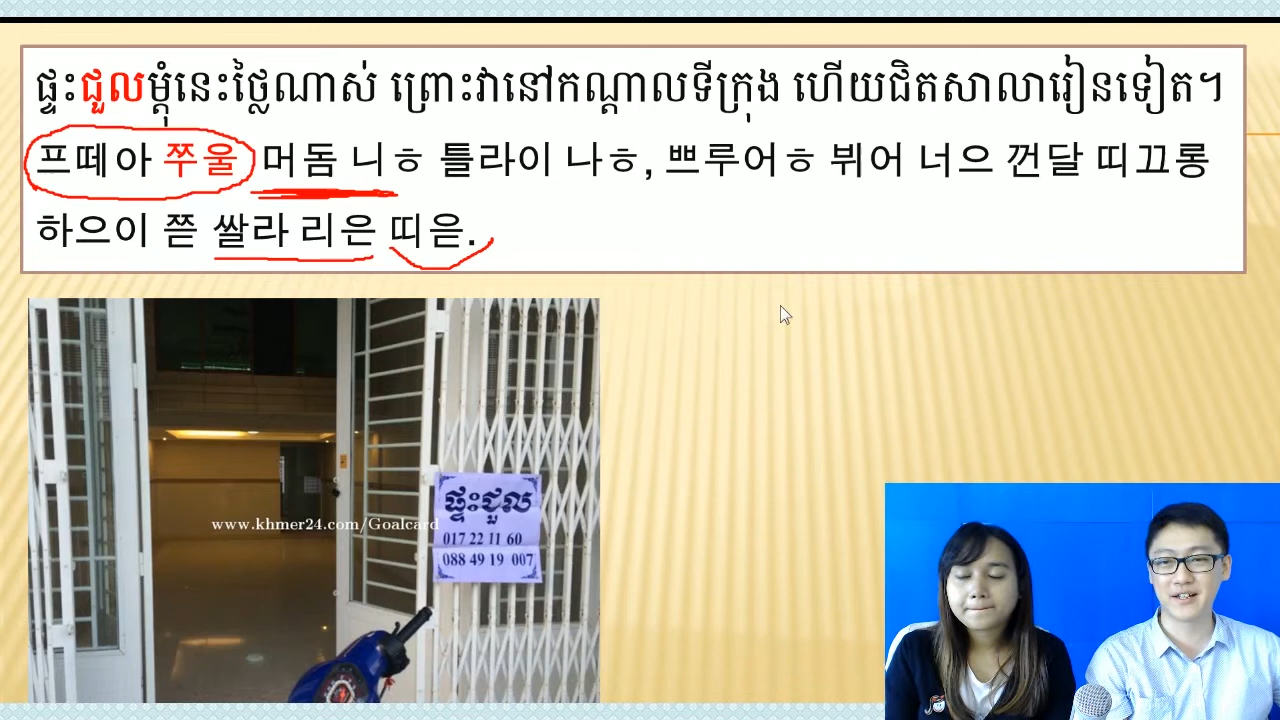 ផ្ទះជួលម្ដុំនេះថ្លៃណាស់ ព្រោះវានៅកណ្ដាលទីក្រុង ហើយជិតសាលារៀនទៀត។
프떼아 쭈울 머돔 니ㅎ 틀라이 나ㅎ, 쁘루어ㅎ 뷔어 너으 껀달 띠끄롱
하으이 쯛 쌀라 리은 띠읃.
www.khmer24.com/Goalcard
ផ្ទះជួល
017 22 11 60
088 49 19 007